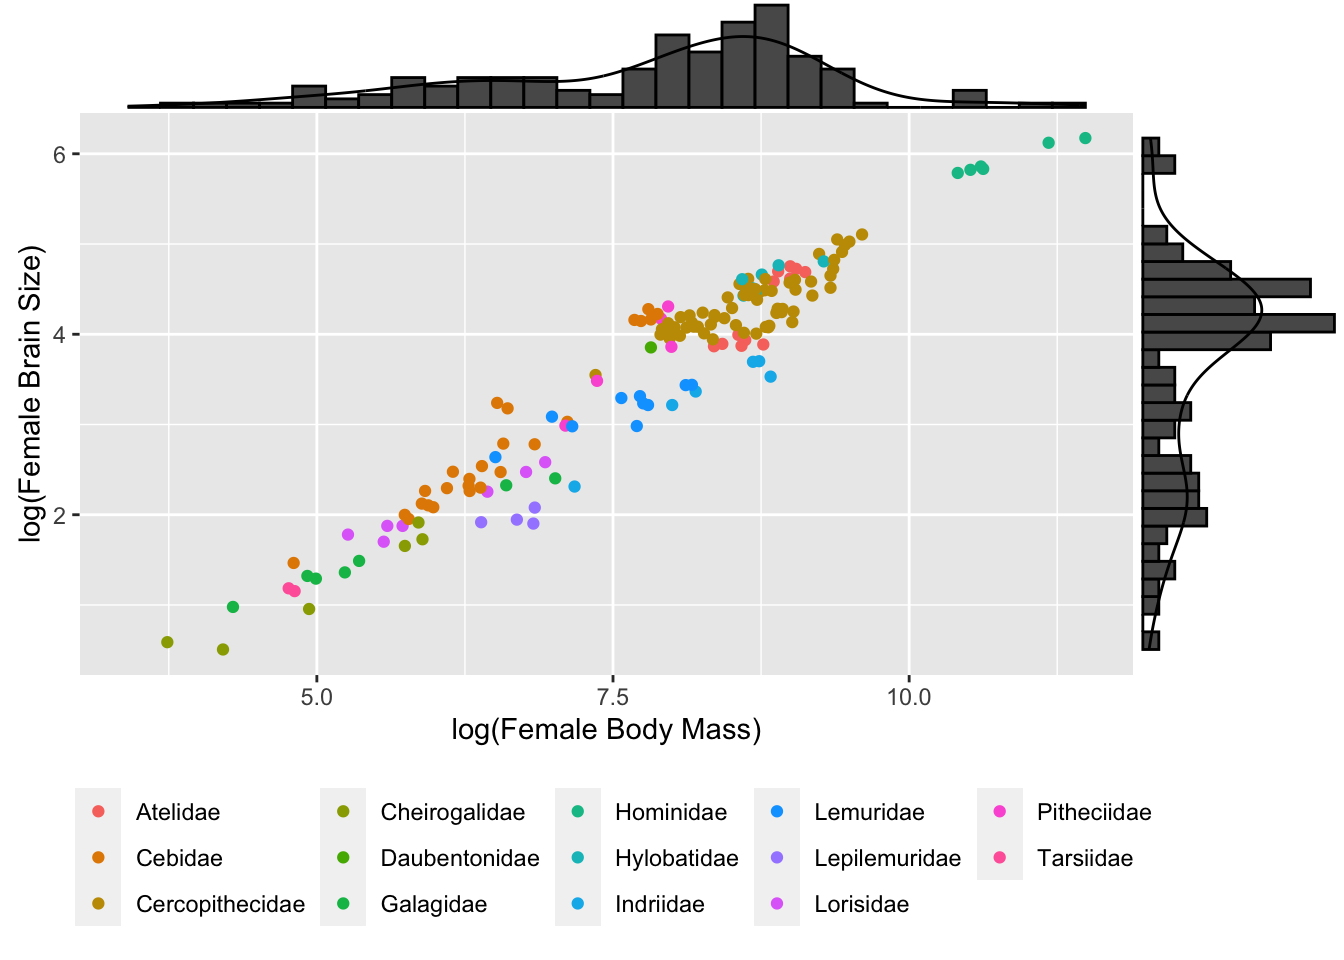 6
4
2
log(Female Brain Size)
5.0 7.5 10.0
log(Female Body Mass)
Atelidae Cheirogalidae Hominidae Lemuridae Pitheciidae
Cebidae Daubentonidae Hylobatidae Lepilemuridae Tarsiidae
Cercopithecidae Galagidae Indriidae Lorisidae